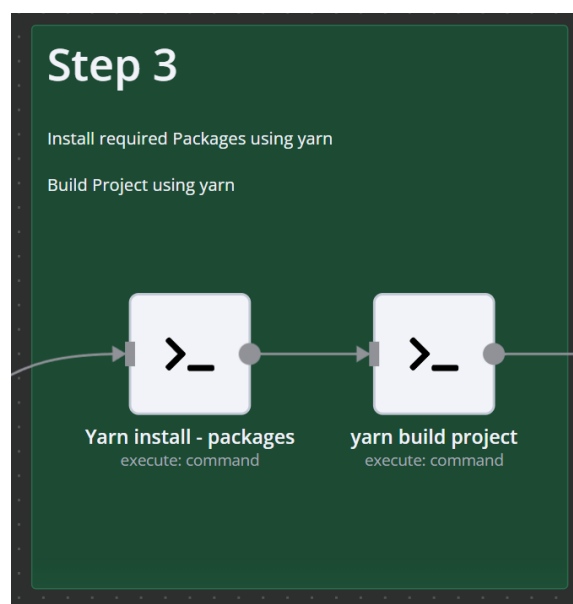 Step 3
Install required Packages using yarn
Build Project using yarn
Yarn install - packages
execute: command
yarn build project
execute: command